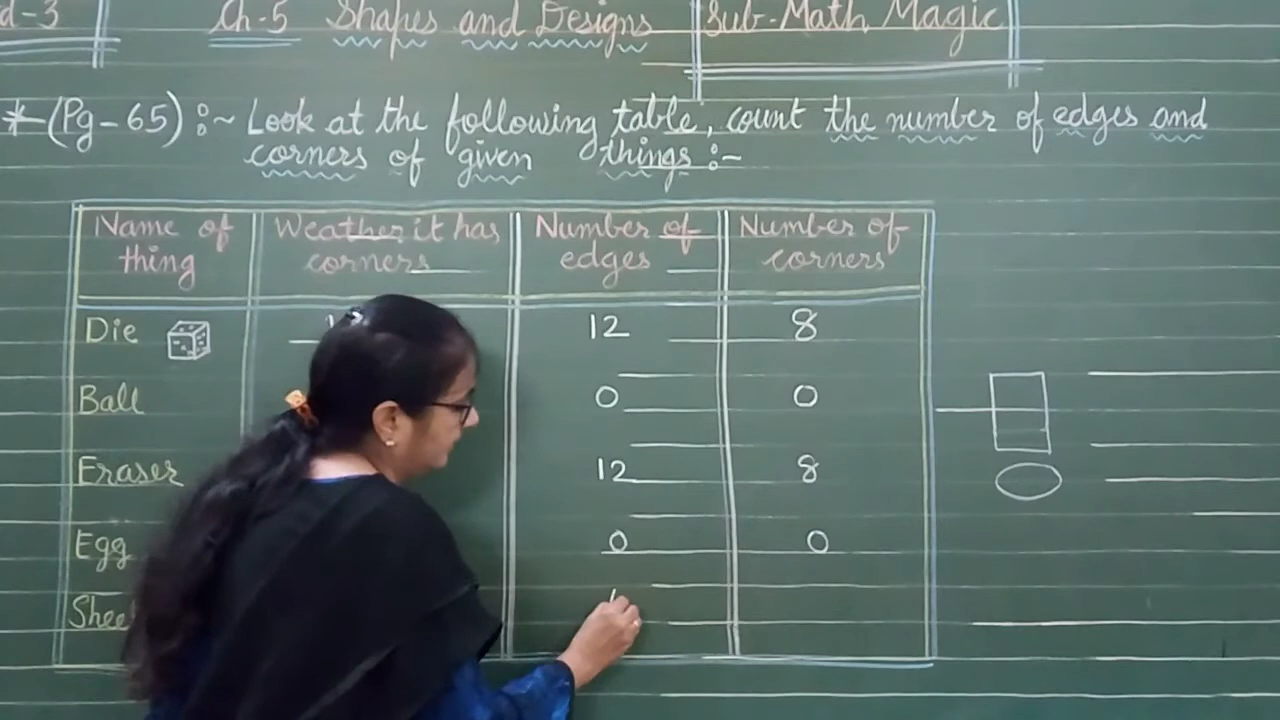 d-3 Ch-5 Shapes and Designs Sub-Math Magic
*(Pg-65):~ Look at the following table, count the number of edges and
corners of given things:~
Name of thing Weather it has corners Number of edges Number of corners
Die 12 8
Ball 0 0
Eraser 12 8
Egg 0 0
Shee